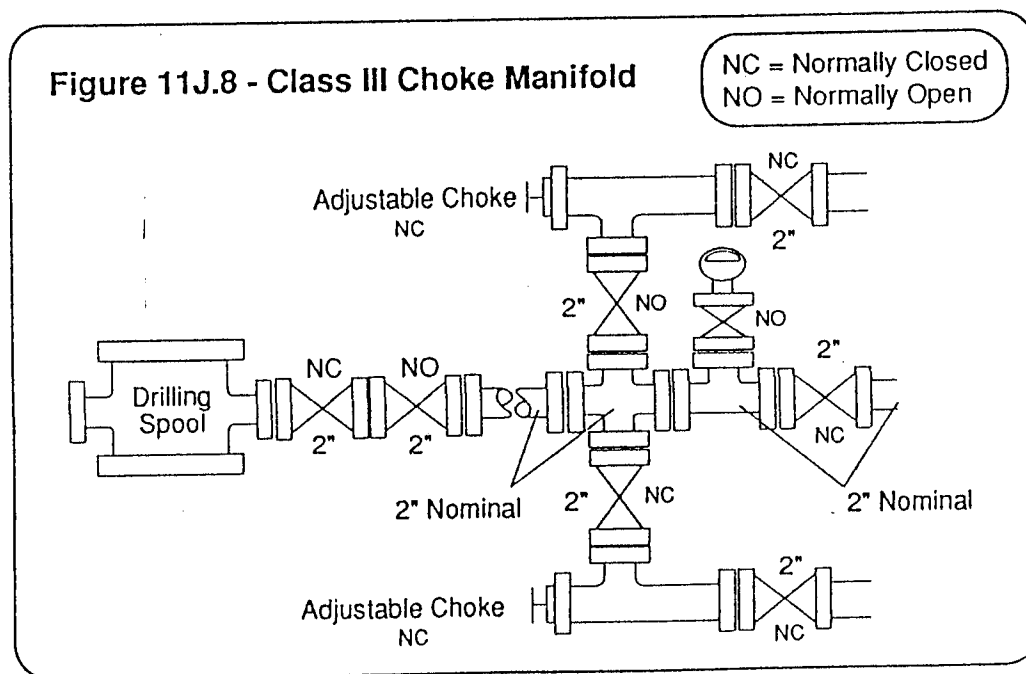 Figure 11J.8 - Class III Choke Manifold
NC = Normally Closed
NO = Normally Open
NC
Adjustable Choke
NC
2"
2"
NO
NO
2"
NC
NO
Drilling
Spool
2"
2"
NC
2" Nominal
2"
NC
2" Nominal
2"
Adjustable Choke
NC
NC